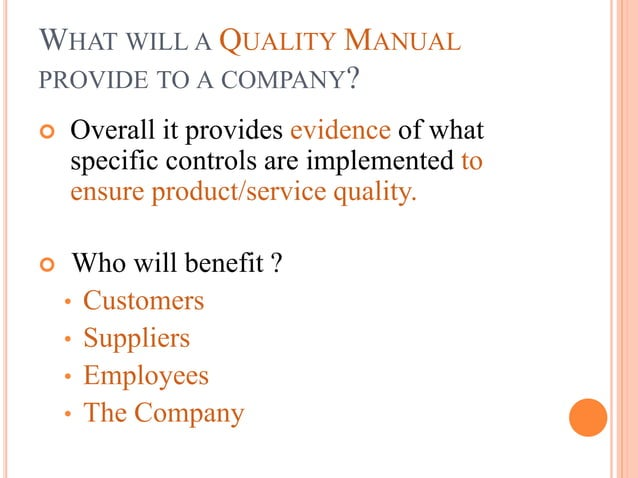 What will a Quality Manual
provide to a company?
Overall it provides evidence of what
specific controls are implemented to
ensure product/service quality.
Who will benefit ?
• Customers
• Suppliers
• Employees
• The Company